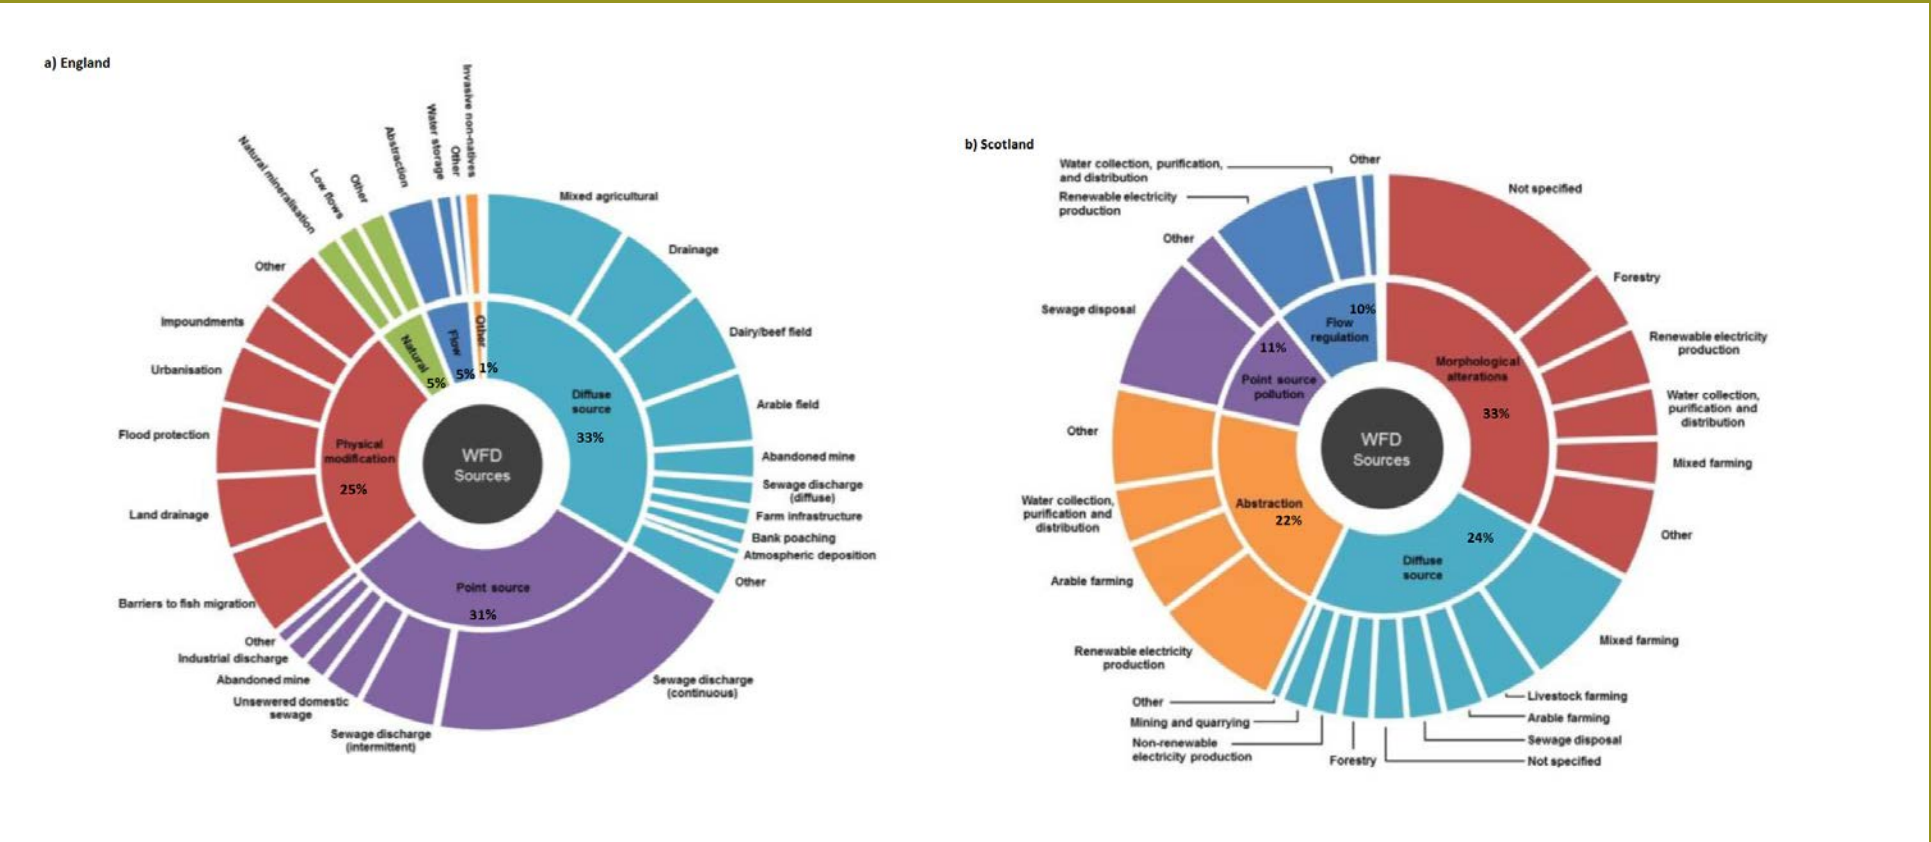 a) England
Invasive non-natives
Other
Water storage
Abstraction
Other
Low flows
Natural mineralisation
Other
Impoundments
Urbanisation
Flood protection
Land drainage
Barriers to fish migration
Other
Industrial discharge
Abandoned mine
Unsewered domestic
sewage
Sewage discharge
(intermittent)
Sewage discharge
(continuous)
Mixed agricultural
Drainage
Dairy/beef field
Arable field
Abandoned mine
Sewage discharge
(diffuse)
Farm infrastructure
Bank poaching
Atmospheric deposition
Other
Natural
5%
Flow
5%
Other
1%
Diffuse
source
33%
Physical
modification
25%
Point source
31%
WFD
Sources
b) Scotland
Water collection, purification,
and distribution
Renewable electricity
production
Other
Other
Sewage disposal
Other
Water collection,
purification and
distribution
Arable farming
Renewable electricity
production
Other
Mining and quarrying
Non-renewable
electricity production
Forestry
Not specified
Sewage disposal
Arable farming
Livestock farming
Mixed farming
Not specified
Forestry
Renewable electricity
production
Water collection,
purification and
distribution
Mixed farming
Other
10%
Flow
regulation
11%
Point source
pollution
Morphological
alterations
33%
Abstraction
22%
24%
Diffuse
source
WFD
Sources